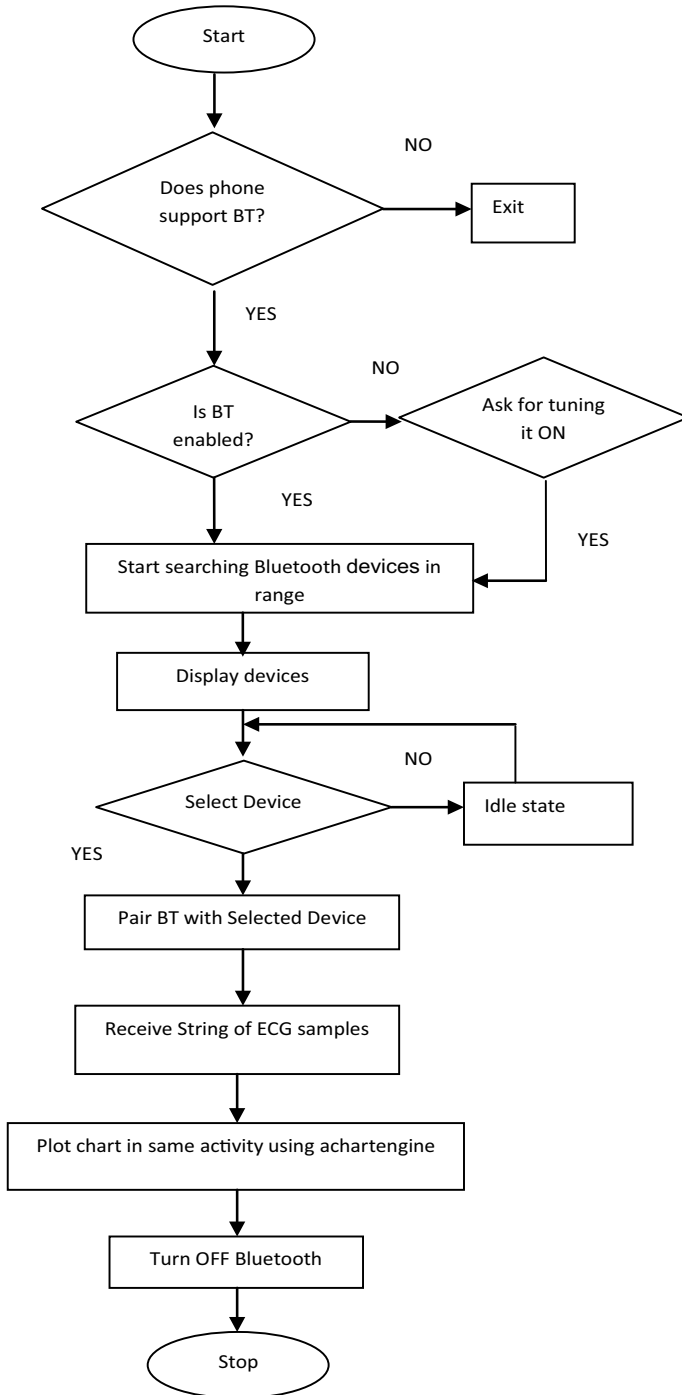 Start
NO
Does phone
support BT?
Exit
YES
NO
Is BT
enabled?
Ask for tuning
it ON
YES
YES
Start searching Bluetooth devices in
range
Display devices
NO
Select Device
Idle state
YES
Pair BT with Selected Device
Receive String of ECG samples
Plot chart in same activity using achartengine
Turn OFF Bluetooth
Stop